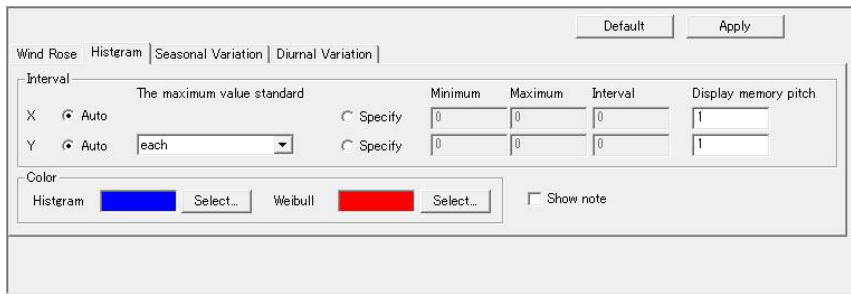 Default Apply
Wind Rose Histgram Seasonal Variation Diurnal Variation
Interval
The maximum value standard Minimum Maximum Interval Display memory pitch
X Auto Specify 0 0 0 1
Y Auto each Specify 0 0 0 1
Color
Histgram Select... Weibull Select... Show note